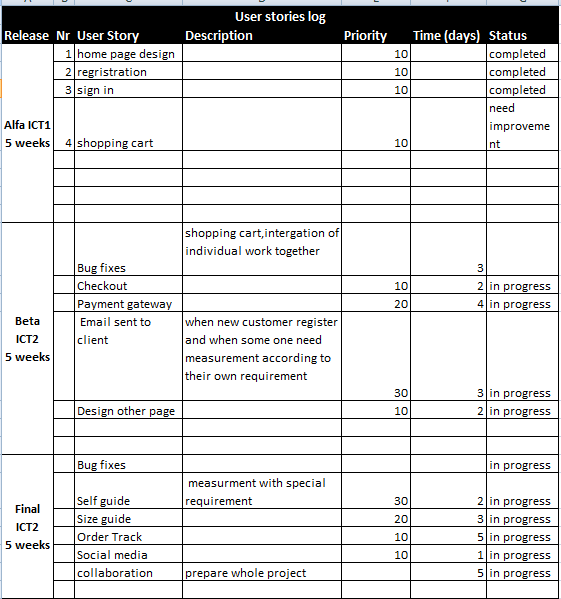 User stories log
Release Nr User Story Description Priority Time (days) Status
1 home page design 10 completed
2 regristration 10 completed
3 sign in 10 completed
Alfa ICT1
5 weeks
4 shopping cart 10 need
improveme
nt
Beta
ICT2
5 weeks
Bug fixes shopping cart,intergation of
individual work together 3
Checkout 10 2 in progress
Payment gateway 20 4 in progress
Email sent to
client when new customer register
and when some one need
measurement according to
their own requirement 30 3 in progress
Design other page 10 2 in progress
Final
ICT2
5 weeks
Bug fixes in progress
Self guide measurment with special
requirement 30 2 in progress
Size guide 20 3 in progress
Order Track 10 5 in progress
Social media 10 1 in progress
collaboration prepare whole project 5 in progress